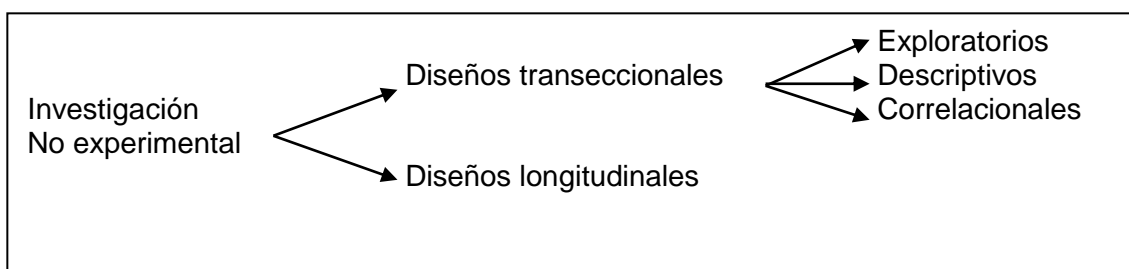 Investigación
No experimental
Diseños transeccionales
Exploratorios
Descriptivos
Correlacionales
Diseños longitudinales